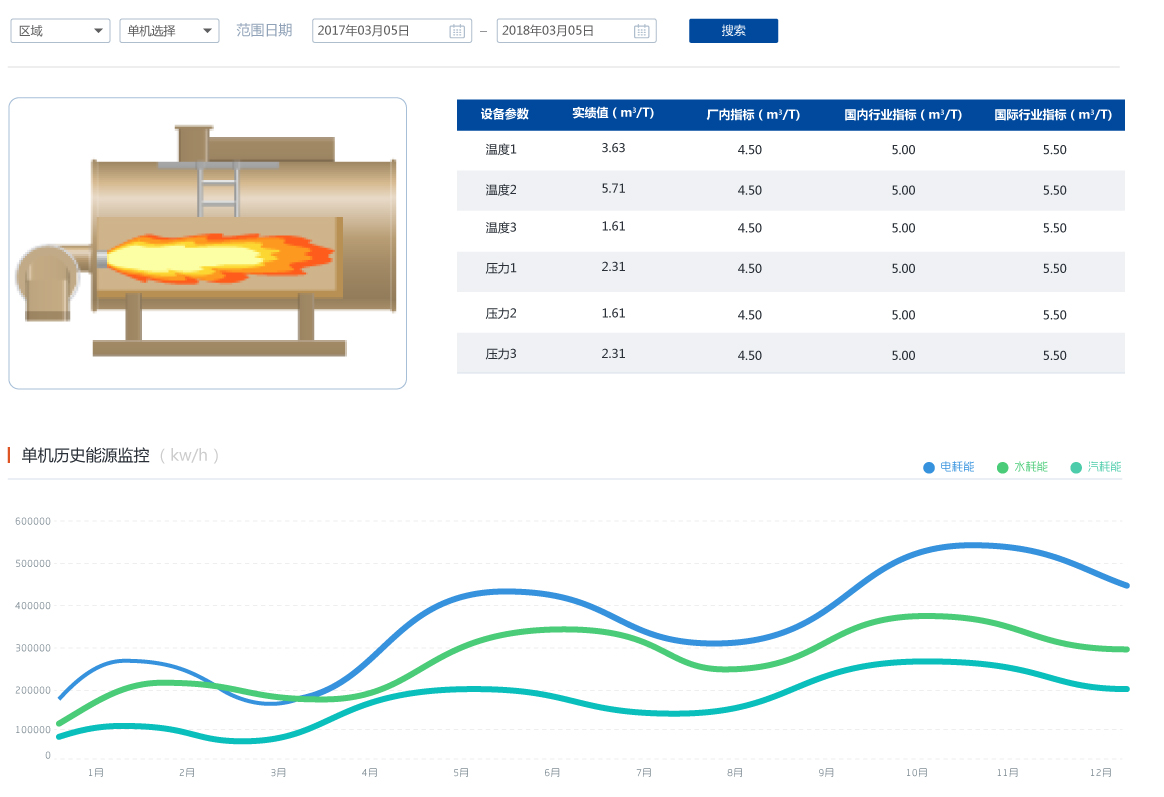 区域 单机选择 范围日期 2017年03月05日 – 2018年03月05日 搜索
设备参数 实绩值 ( m³/T) 厂内指标 ( m³/T) 国内行业指标 ( m³/T) 国际行业指标 ( m³/T)
温度1 3.63 4.50 5.00 5.50
温度2 5.71 4.50 5.00 5.50
温度3 1.61 4.50 5.00 5.50
压力1 2.31 4.50 5.00 5.50
压力2 1.61 4.50 5.00 5.50
压力3 2.31 4.50 5.00 5.50
单机历史能源监控 ( kw/h )
电耗能 水耗能 汽耗能
600000
500000
400000
300000
200000
100000
0
1月 2月 3月 4月 5月 6月 7月 8月 9月 10月 11月 12月